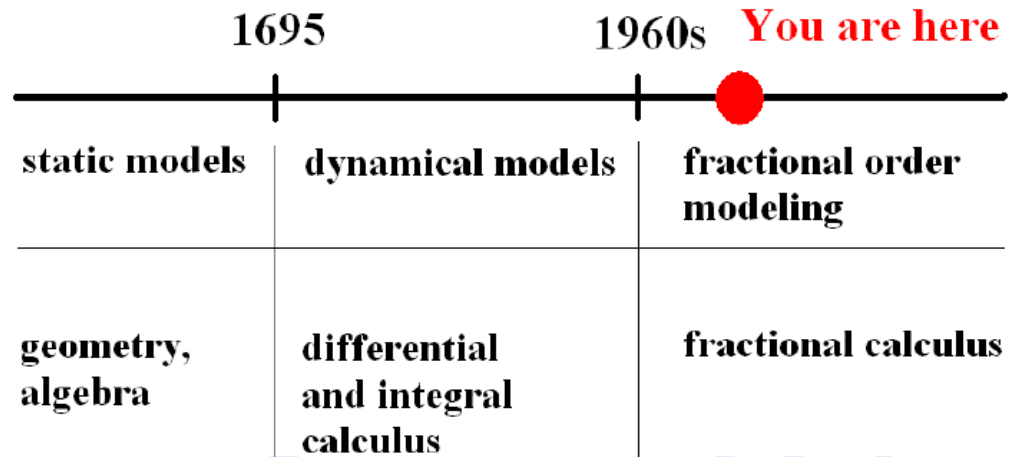 1695
1960s
You are here
static models
dynamical models
fractional order
modeling
geometry,
algebra
differential
and integral
calculus
fractional calculus